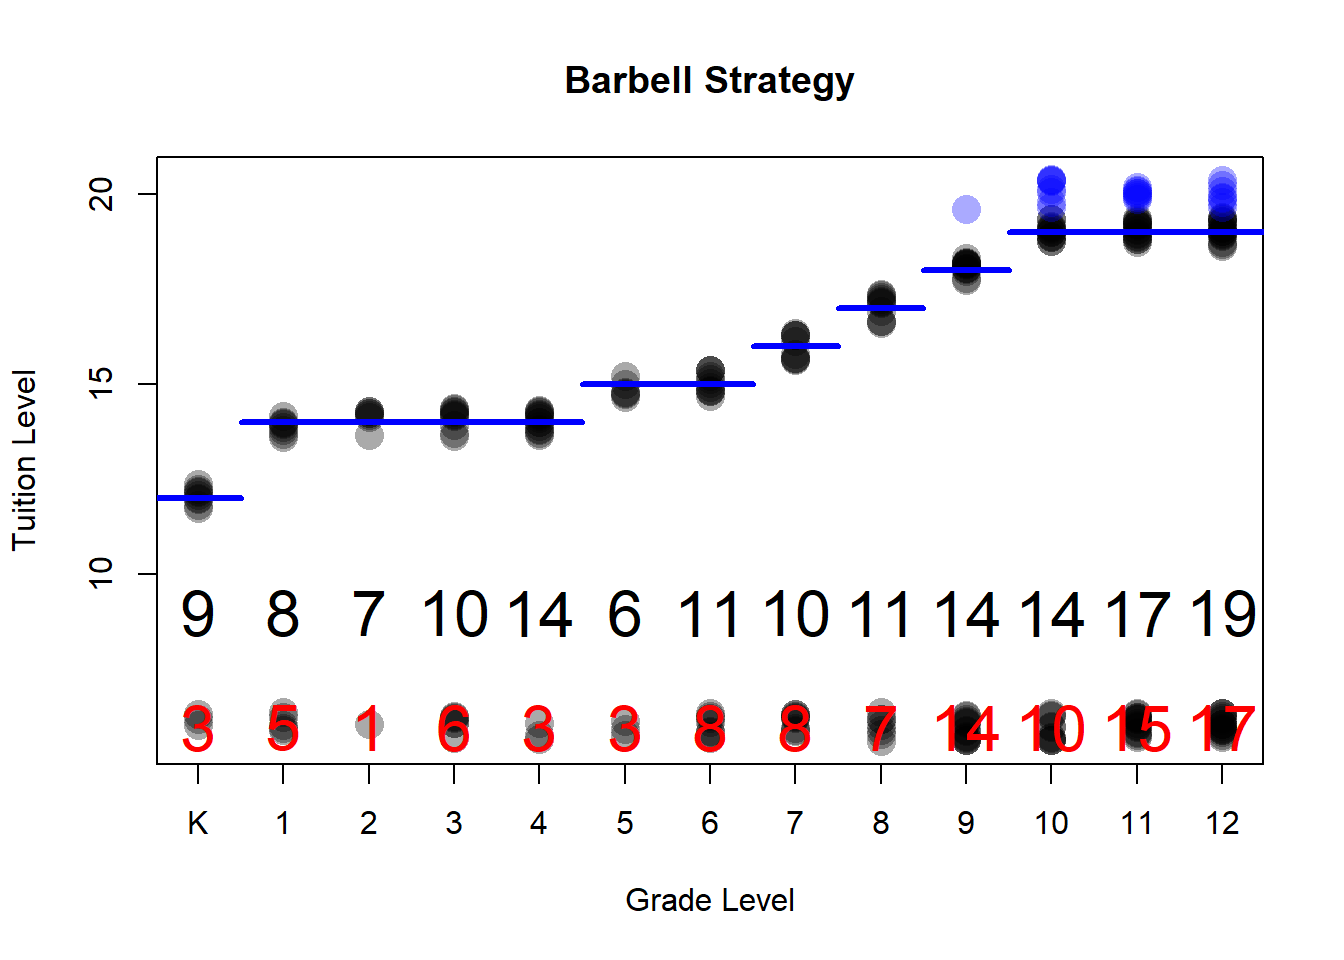 Barbell Strategy
Tuition Level
20
15
10
9 8 7 10 14 6 11 10 11 14 14 17 19
3 5 1 6 3 3 8 8 7 14 10 15 17
K 1 2 3 4 5 6 7 8 9 10 11 12
Grade Level